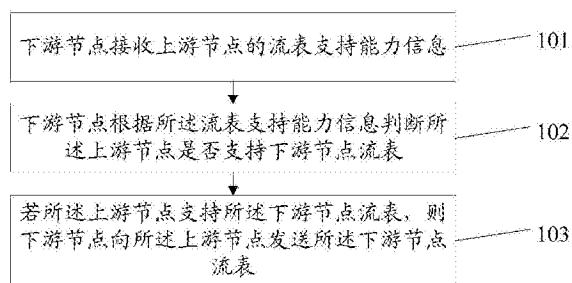 下游节点接收上游节点的流表支持能力信息
101
下游节点根据所述流表支持能力信息判断所
述上游节点是否支持下游节点流表
102
若所述上游节点支持所述下游节点流表，则
下游节点向所述上游节点发送所述下游节点
流表
103